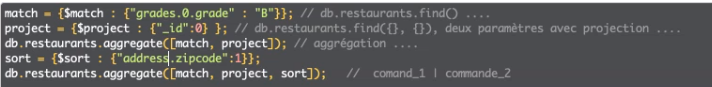 match = {$match : {"grades.0.grade" : "B"}}; // db.restaurants.find() ....
project = {$project : {"_id":0} }; // db.restaurants.find({}, {}), deux paramètres avec projection ....
db.restaurants.aggregate([match, project]); // aggrégation ....
sort = {$sort : {"address.zipcode":1}};
db.restaurants.aggregate([match, project, sort]); // comand_1 | commande_2